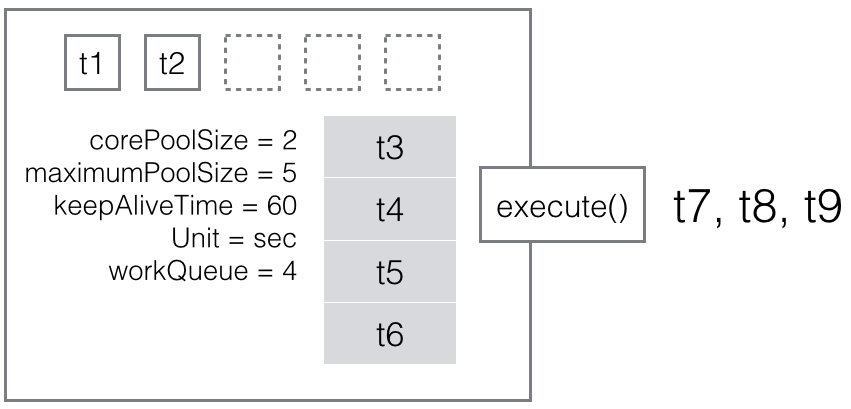 t1
t2
corePoolSize = 2
maximumPoolSize = 5
keepAliveTime = 60
Unit = sec
workQueue = 4
t3
t4
t5
t6
execute()
t7, t8, t9